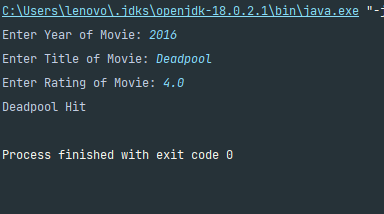 C:\Users\lenovo\.jdks\openjdk-18.0.2.1\bin\java.exe "-j
Enter Year of Movie: 2016
Enter Title of Movie: Deadpool
Enter Rating of Movie: 4.0
Deadpool Hit
Process finished with exit code 0